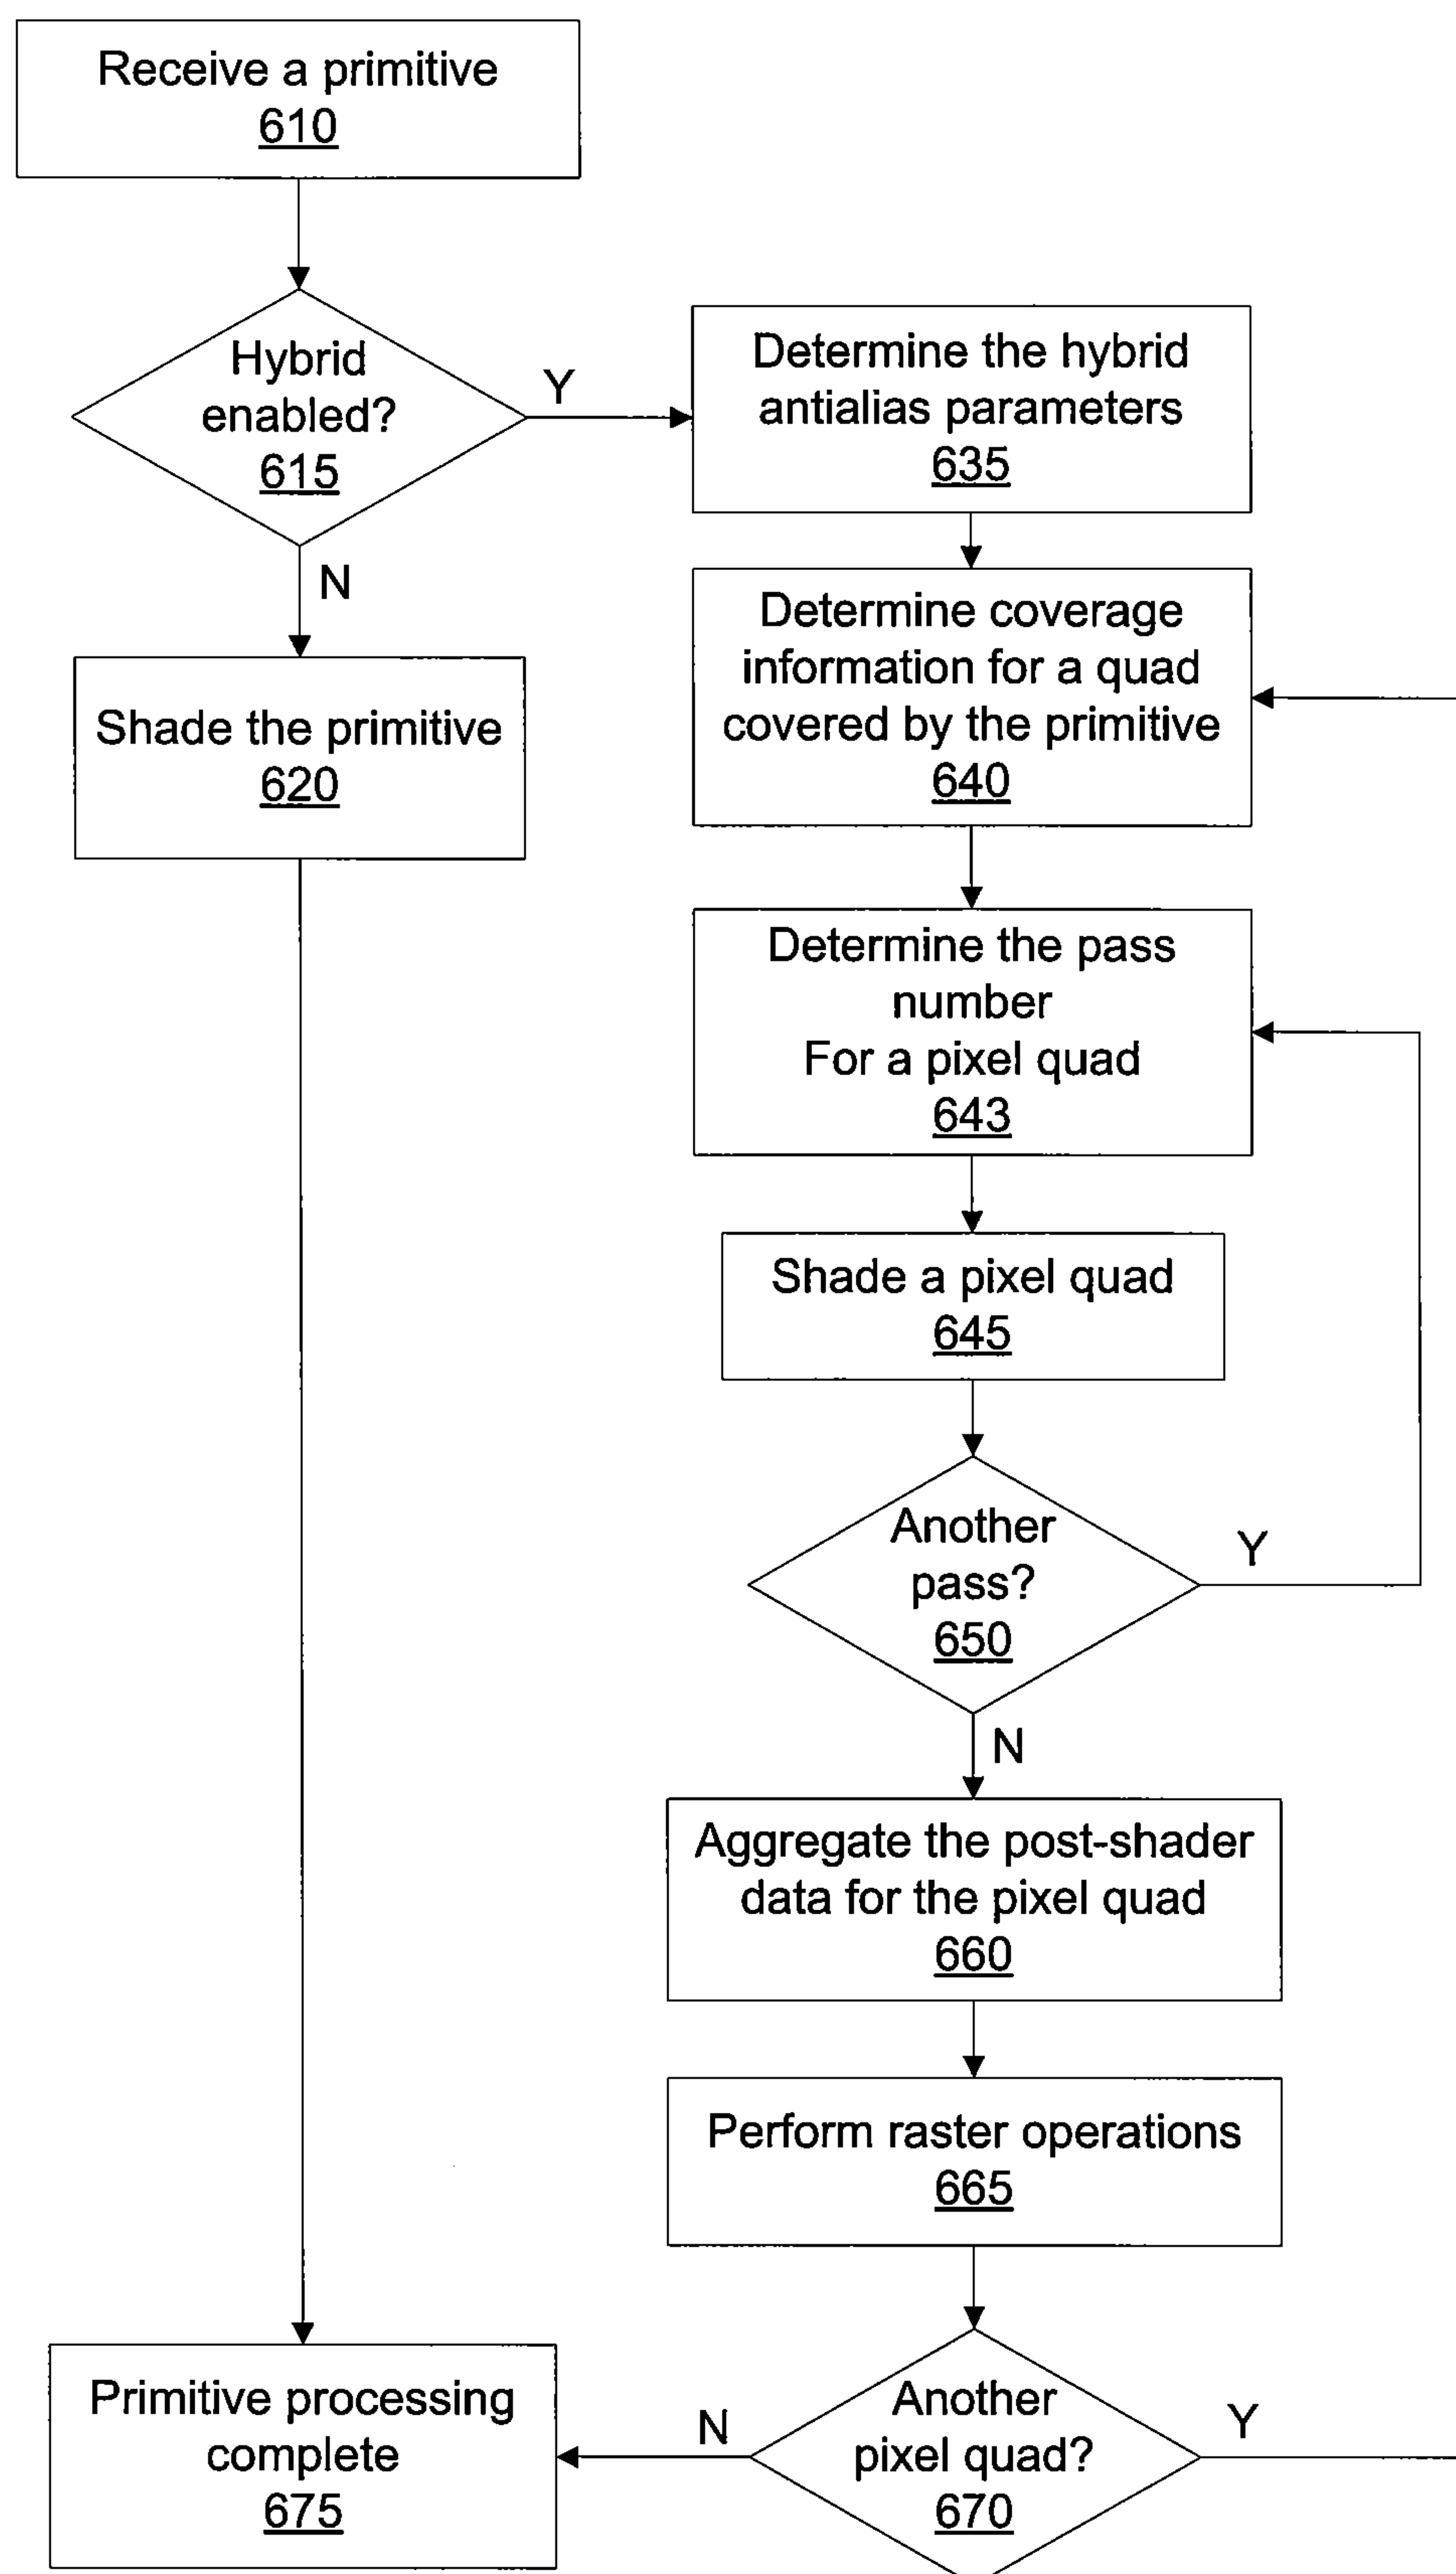 Receive a primitive
610
Hybrid
enabled?
615
Y
N
Shade the primitive
620
Determine the hybrid
antialias parameters
635
Determine coverage
information for a quad
covered by the primitive
640
Determine the pass
number
For a pixel quad
643
Shade a pixel quad
645
Another
pass?
650
Y
N
Aggregate the post-shader
data for the pixel quad
660
Perform raster operations
665
Another
pixel quad?
670
Y
N
Primitive processing
complete
675